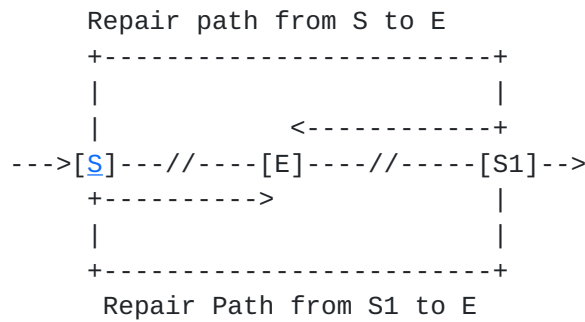 Repair path from S to E
+-------------------------+
|                         |
|            <------------+
--->[S]---//----[E]----//-----[S1]-->
+---------->              |
|                         |
+-------------------------+
Repair Path from S1 to E